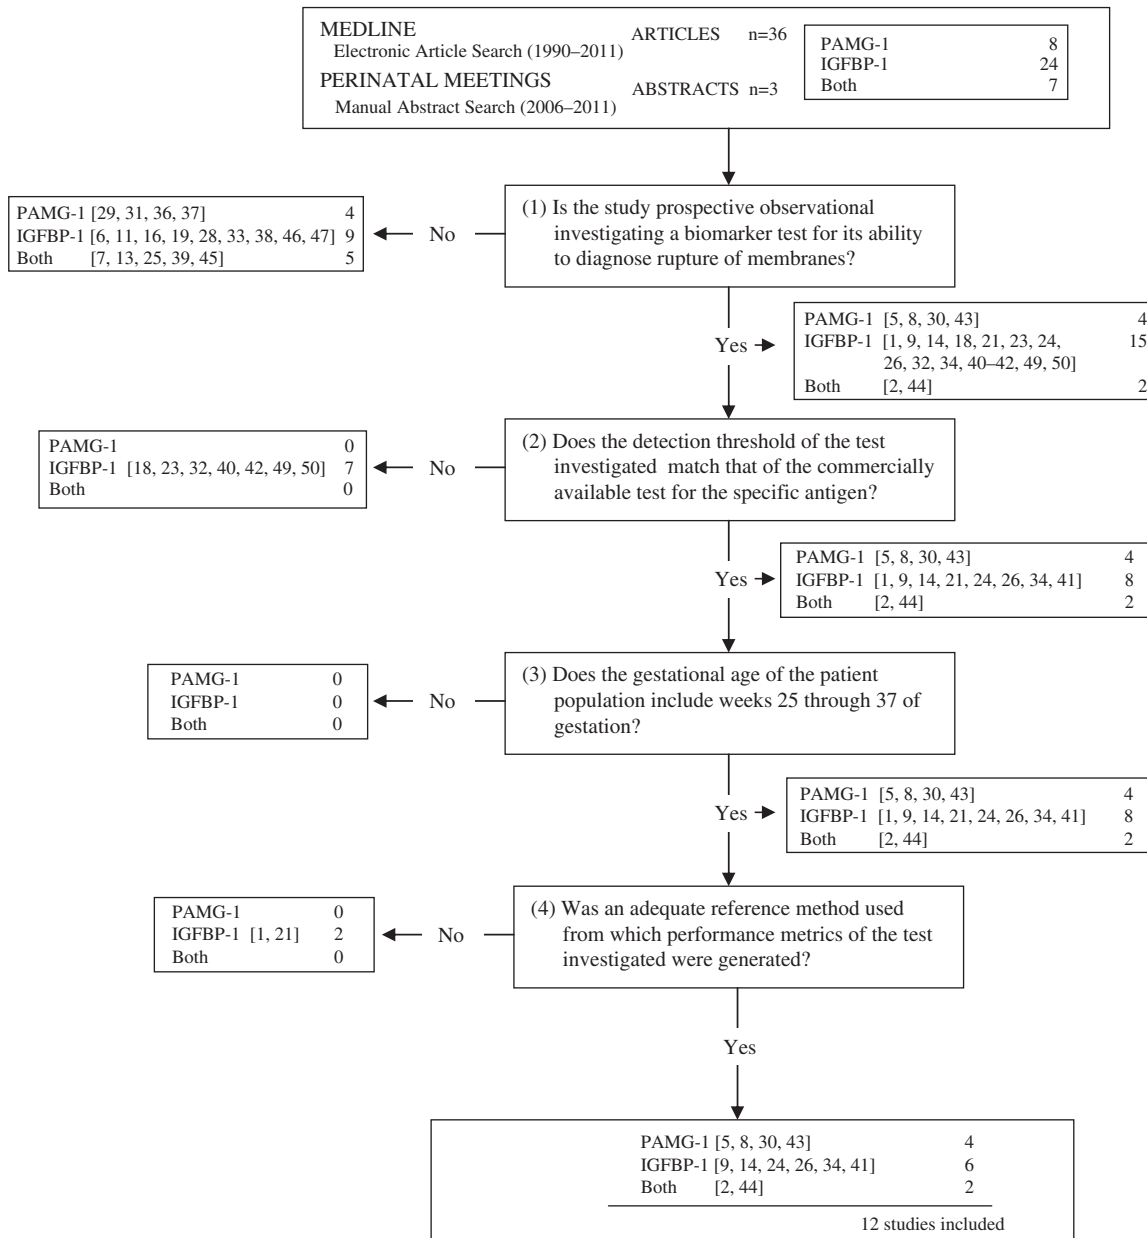 MEDLINE ARTICLES n=36
Electronic Article Search (1990–2011)
PERINATAL MEETINGS ABSTRACTS n=3
Manual Abstract Search (2006–2011)
PAMG-1 8
IGFBP-1 24
Both 7
(1) Is the study prospective observational
investigating a biomarker test for its ability
to diagnose rupture of membranes?
No
PAMG-1 [29, 31, 36, 37] 4
IGFBP-1 [6, 11, 16, 19, 28, 33, 38, 46, 47] 9
Both [7, 13, 25, 39, 45] 5
Yes
PAMG-1 [5, 8, 30, 43] 4
IGFBP-1 [1, 9, 14, 18, 21, 23, 24, 15
26, 32, 34, 40–42, 49, 50]
Both [2, 44] 2
(2) Does the detection threshold of the test
investigated match that of the commercially
available test for the specific antigen?
No
PAMG-1 0
IGFBP-1 [18, 23, 32, 40, 42, 49, 50] 7
Both 0
Yes
PAMG-1 [5, 8, 30, 43] 4
IGFBP-1 [1, 9, 14, 21, 24, 26, 34, 41] 8
Both [2, 44] 2
(3) Does the gestational age of the patient
population include weeks 25 through 37 of
gestation?
No
PAMG-1 0
IGFBP-1 0
Both 0
Yes
PAMG-1 [5, 8, 30, 43] 4
IGFBP-1 [1, 9, 14, 21, 24, 26, 34, 41] 8
Both [2, 44] 2
(4) Was an adequate reference method used
from which performance metrics of the test
investigated were generated?
No
PAMG-1 0
IGFBP-1 [1, 21] 2
Both 0
Yes
PAMG-1 [5, 8, 30, 43] 4
IGFBP-1 [9, 14, 24, 26, 34, 41] 6
Both [2, 44] 2
12 studies included